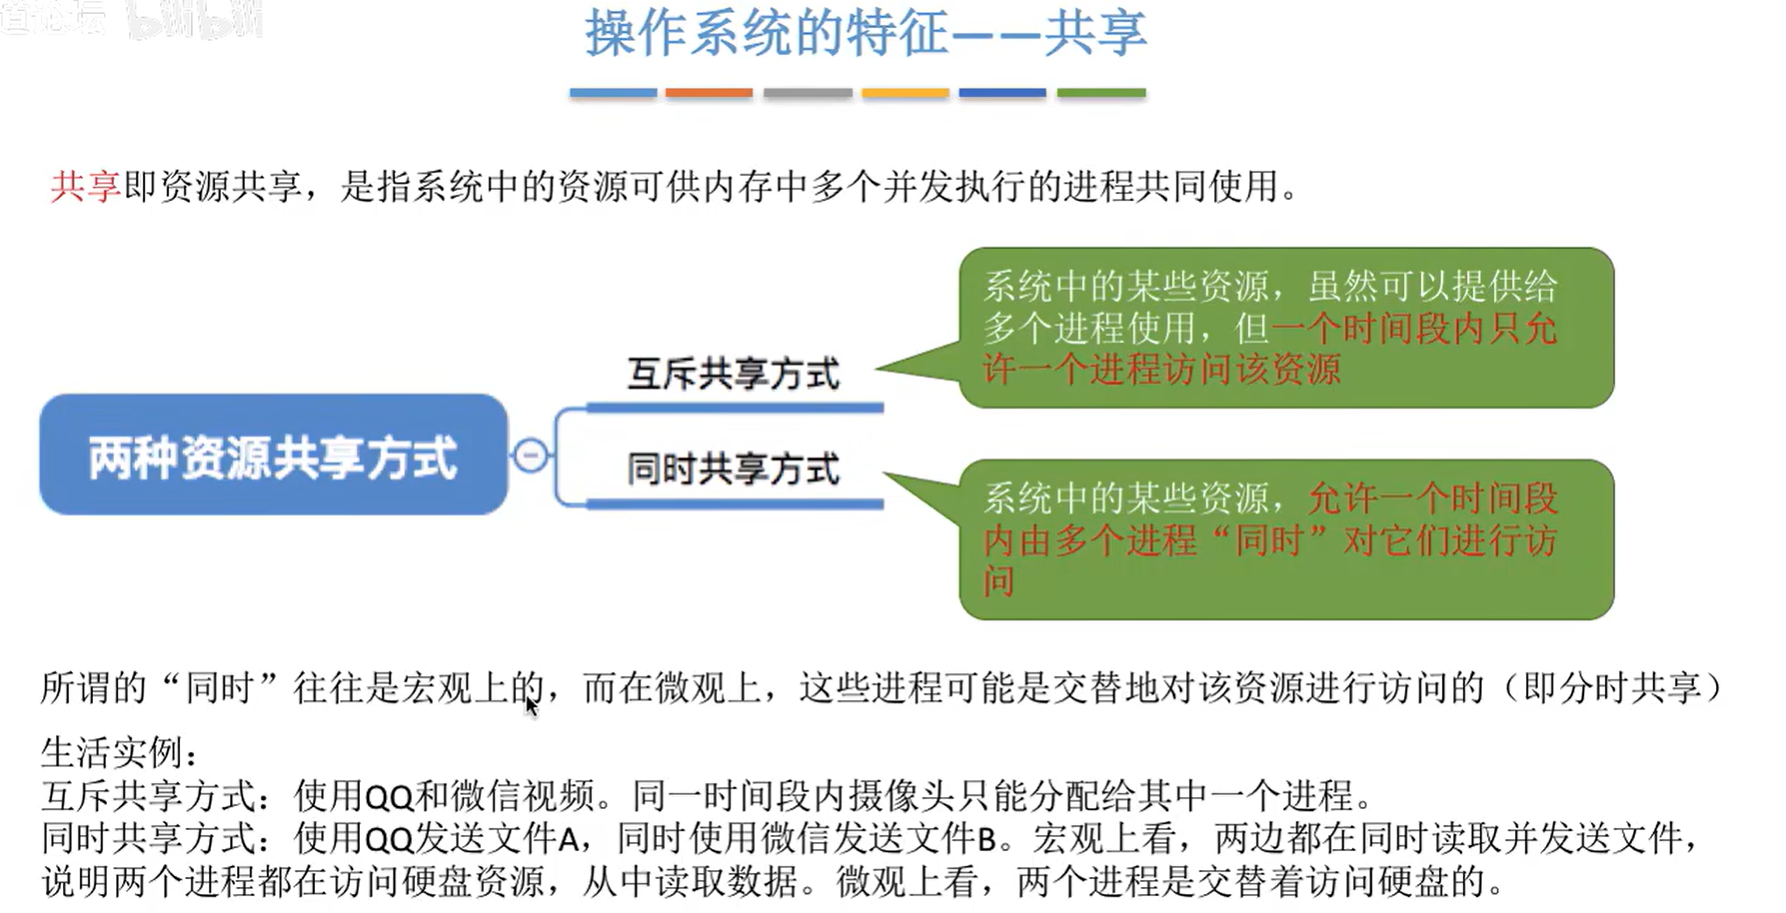 道论坛 bilibili
操作系统的特征——共享
共享即资源共享，是指系统中的资源可供内存中多个并发执行的进程共同使用。
系统中的某些资源，虽然可以提供给
多个进程使用，但一个时间段内只允
许一个进程访问该资源
互斥共享方式
两种资源共享方式
同时共享方式
系统中的某些资源，允许一个时间段
内由多个进程“同时”对它们进行访
问
所谓的“同时”往往是宏观上的，而在微观上，这些进程可能是交替地对该资源进行访问的（即分时共享）
生活实例：
互斥共享方式：使用QQ和微信视频。同一时间段内摄像头只能分配给其中一个进程。
同时共享方式：使用QQ发送文件A，同时使用微信发送文件B。宏观上看，两边都在同时读取并发送文件，
说明两个进程都在访问硬盘资源，从中读取数据。微观上看，两个进程是交替着访问硬盘的。